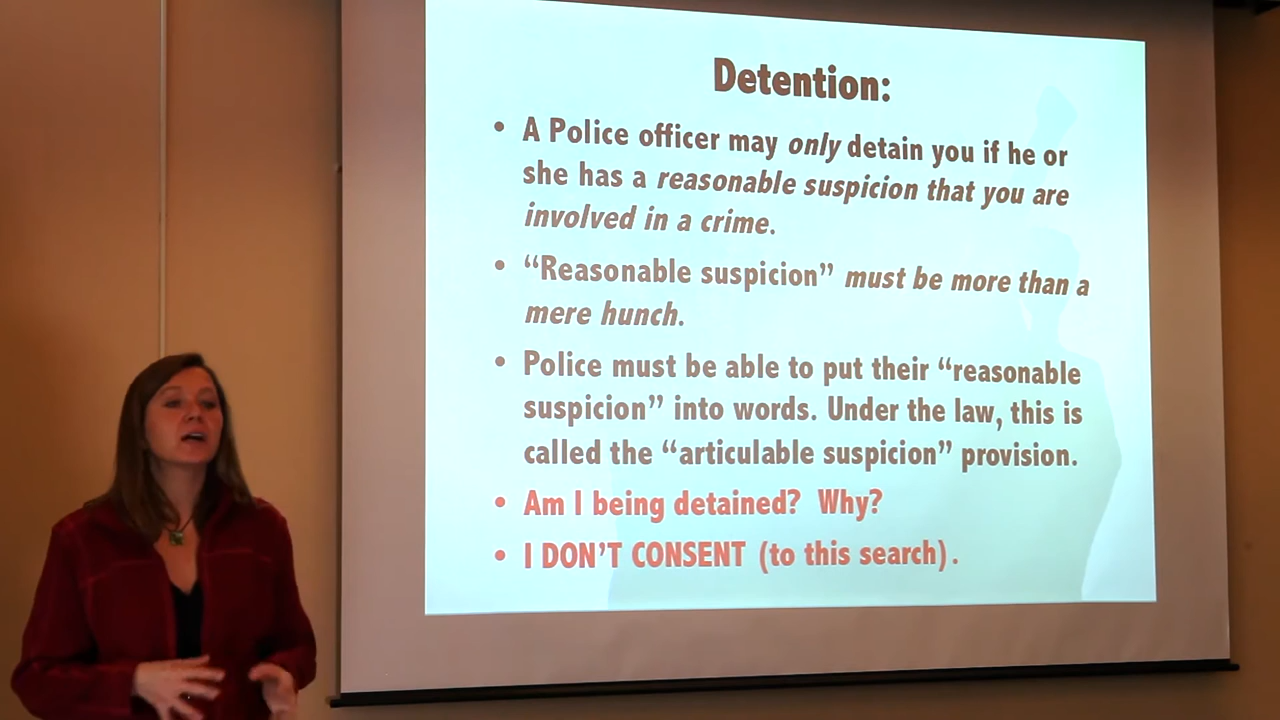 Detention:
• A Police officer may only detain you if he or
she has a reasonable suspicion that you are
involved in a crime.
• “Reasonable suspicion” must be more than a
mere hunch.
• Police must be able to put their “reasonable
suspicion” into words. Under the law, this is
called the “articulable suspicion” provision.
• Am I being detained? Why?
• I DON’T CONSENT (to this search).